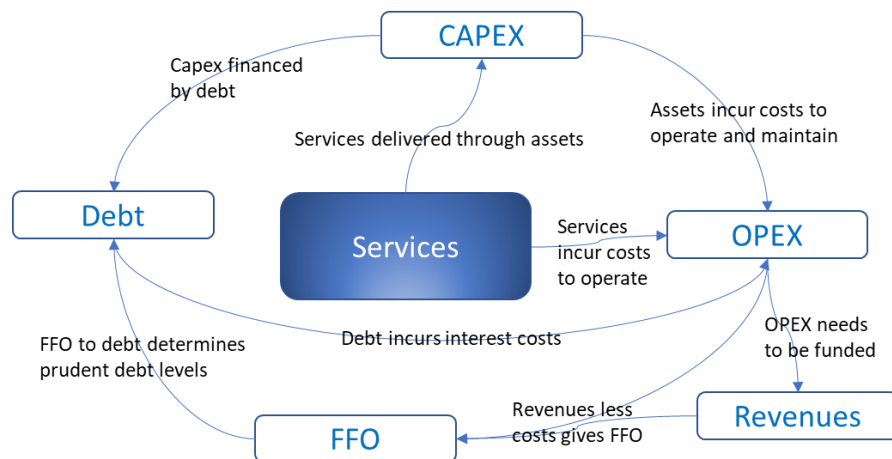 CAPEX
Capex financed
by debt
Assets incur costs to
operate and maintain
Services delivered through assets
Debt
Services
Services
incur costs
to operate
OPEX
Debt incurs interest costs
OPEX needs
to be funded
FFO to debt determines
prudent debt levels
Revenues less
costs gives FFO
Revenues
FFO